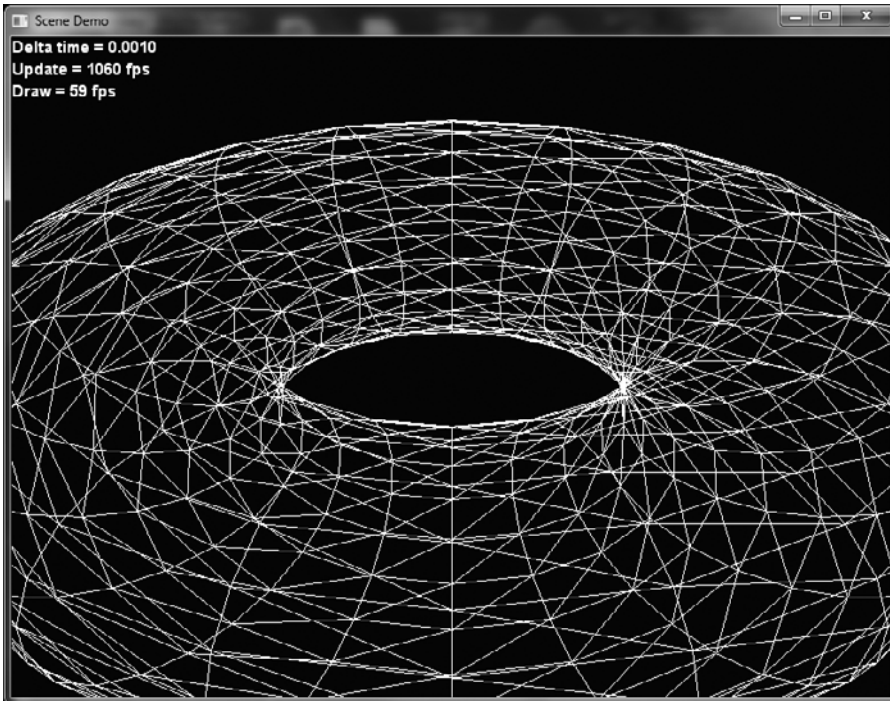 Scene Demo
Delta time = 0.0010
Update = 1060 fps
Draw = 59 fps